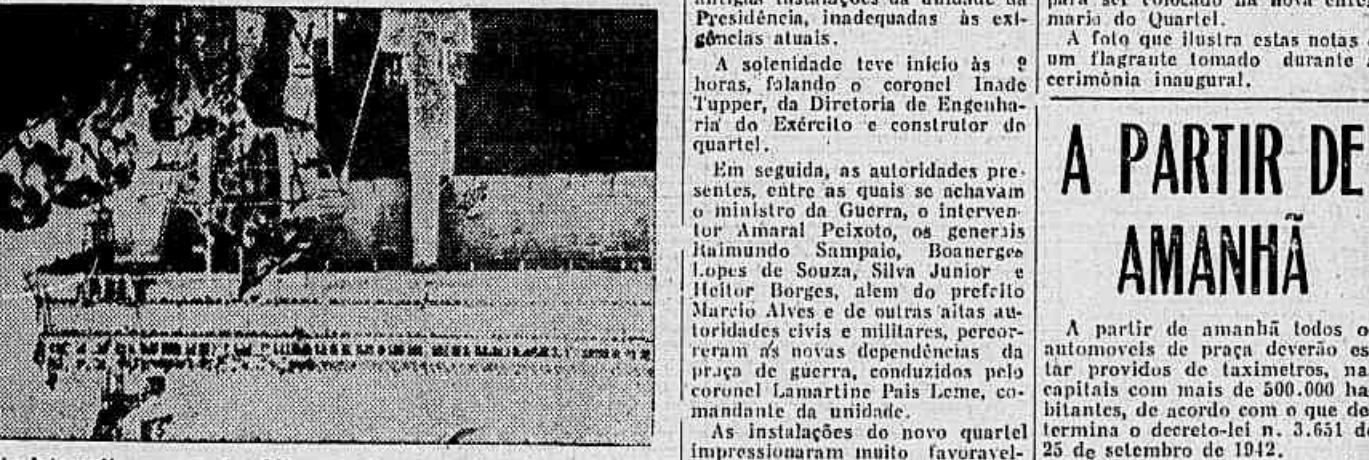 Presidência, inadequadas às exi-
gências atuais.
A solenidade teve início às
horas, falando o coronel Inade
Tupper, da Diretoria de Engenha-
ria do Exército e construtor do
quartel.
Em seguida, as autoridades pre-
sentes, entre as quais se achavam
o ministro da Guerra, o interven-
tor Amaral Peixoto, os generais
Raimundo Sampaio, Boanerges
Lopes de Souza, Silva Junior e
Heitor Borges, alem do prefeito
Marcio Alves e de outras altas au-
toridades civis e militares, percor-
reram as novas dependências da
praça de guerra, conduzidos pelo
coronel Lamartine Pais Leme, co-
mandante da unidade.
As instalações do novo quartel
impressionaram muito favoravel-
maria do Quartel.
A foto que ilustra estas notas
um flagrante tomado durante
cerimônia inaugural.
A PARTIR DE
AMANHÃ
A partir de amanhã todos o
automoveis de praça deverão es
tar providos de taximetros, na
capitais com mais de 500.000 ha
bitantes, de acordo com o que de
termina o decreto-lei n. 3.651 d
25 de setembro de 1942.